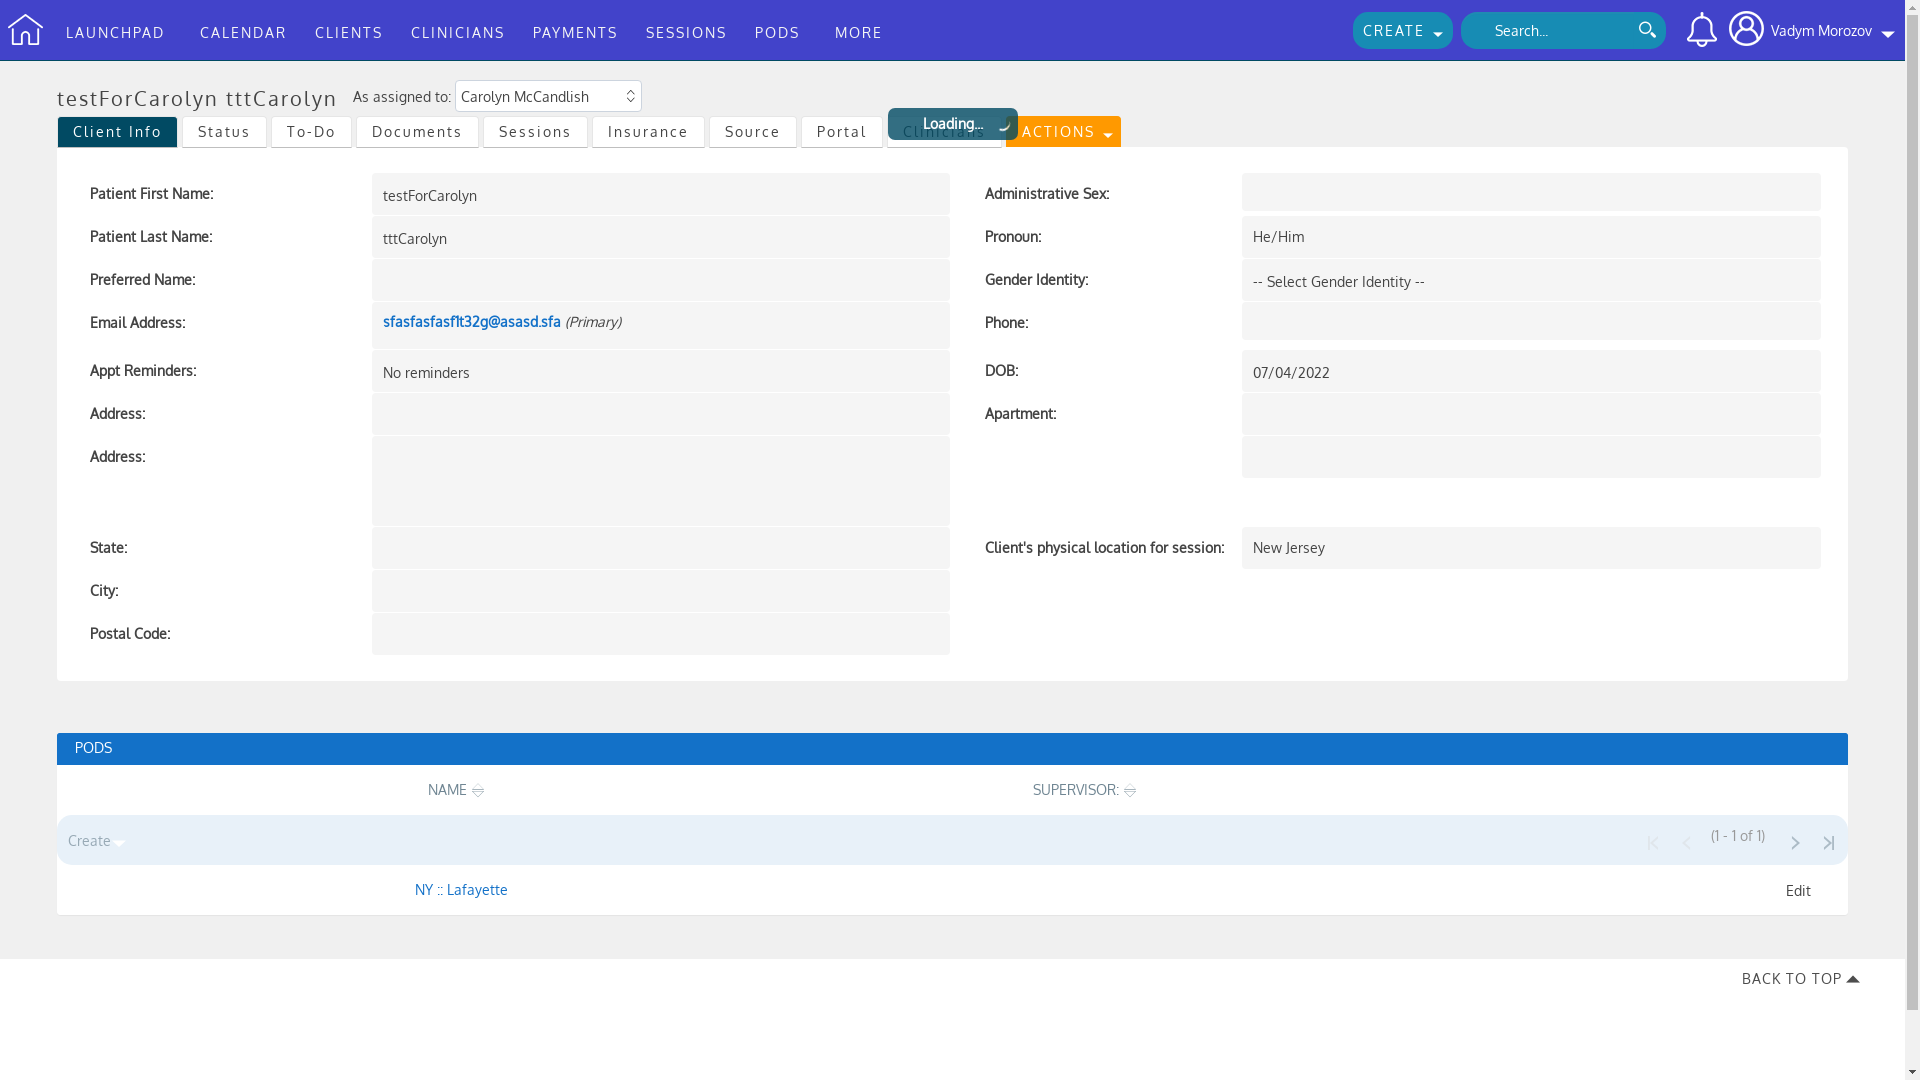 LAUNCHPAD CALENDAR CLIENTS CLINICIANS PAYMENTS SESSIONS PODS MORE CREATE Search... Vadym Morozov
testForCarolyn tttCarolyn As assigned to: Carolyn McCandlish
Loading...
Client Info Status To-Do Documents Sessions Insurance Source Portal Clinicians ACTIONS
Patient First Name: testForCarolyn Administrative Sex:
Patient Last Name: tttCarolyn Pronoun: He/Him
Preferred Name: Gender Identity: -- Select Gender Identity --
Email Address: sfasfasfasf1t32g@asasd.sfa (Primary) Phone:
Appt Reminders: No reminders DOB: 07/04/2022
Address: Apartment:
Address:
State: Client's physical location for session: New Jersey
City:
Postal Code:
PODS
NAME SUPERVISOR:
Create (1 - 1 of 1)
NY :: Lafayette Edit
BACK TO TOP